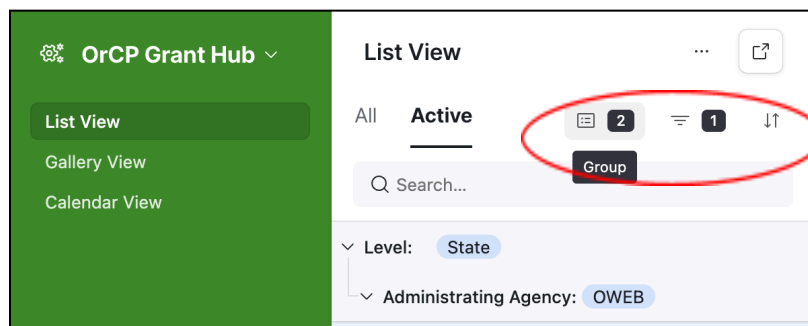 OrCP Grant Hub
List View
Gallery View
Calendar View
List View
All Active 2 1
Group
Search...
Level: State
Administrating Agency: OWEB